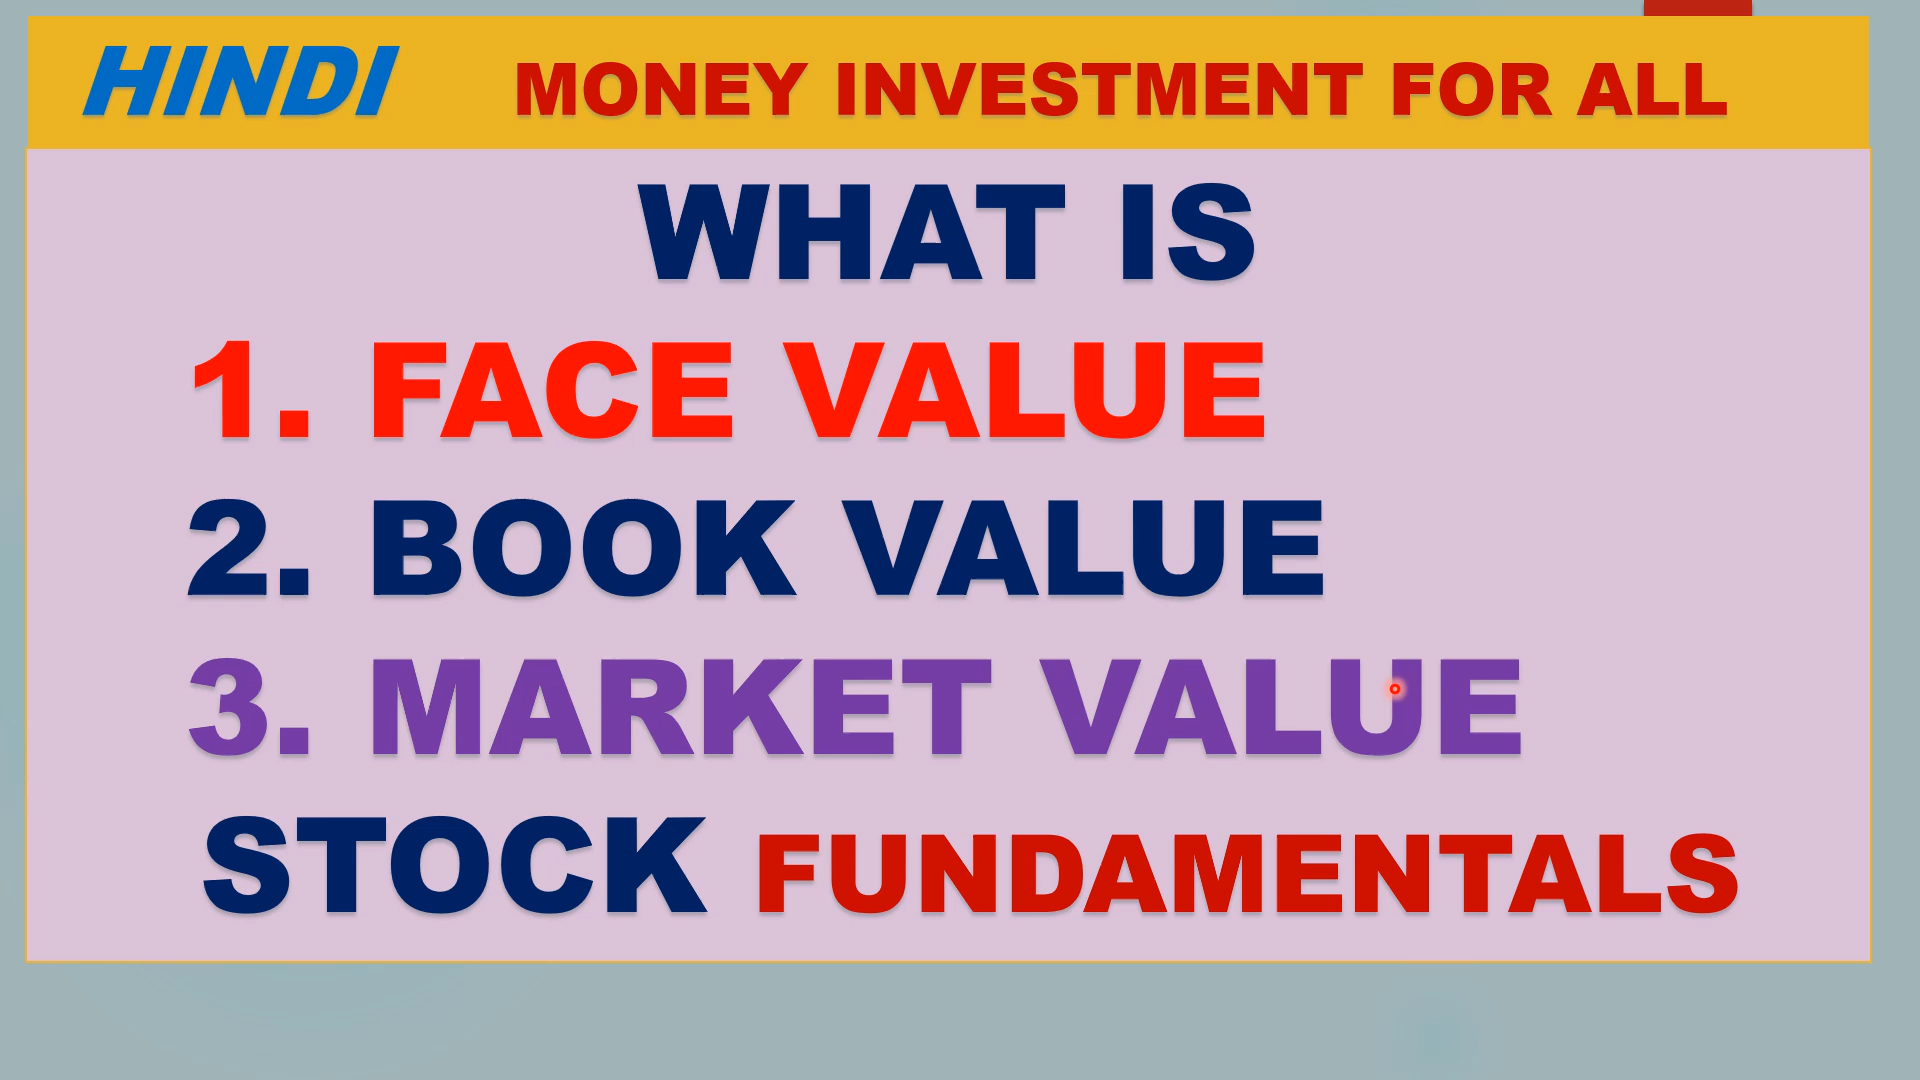 HINDI MONEY INVESTMENT FOR ALL
WHAT IS
1. FACE VALUE
2. BOOK VALUE
3. MARKET VALUE
STOCK FUNDAMENTALS